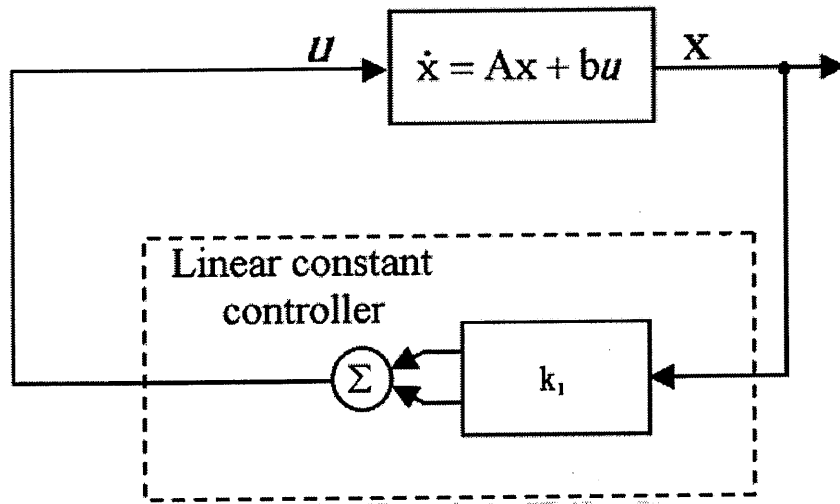 u
ẋ = Ax + bu
x
Linear constant
controller
Σ
k₁